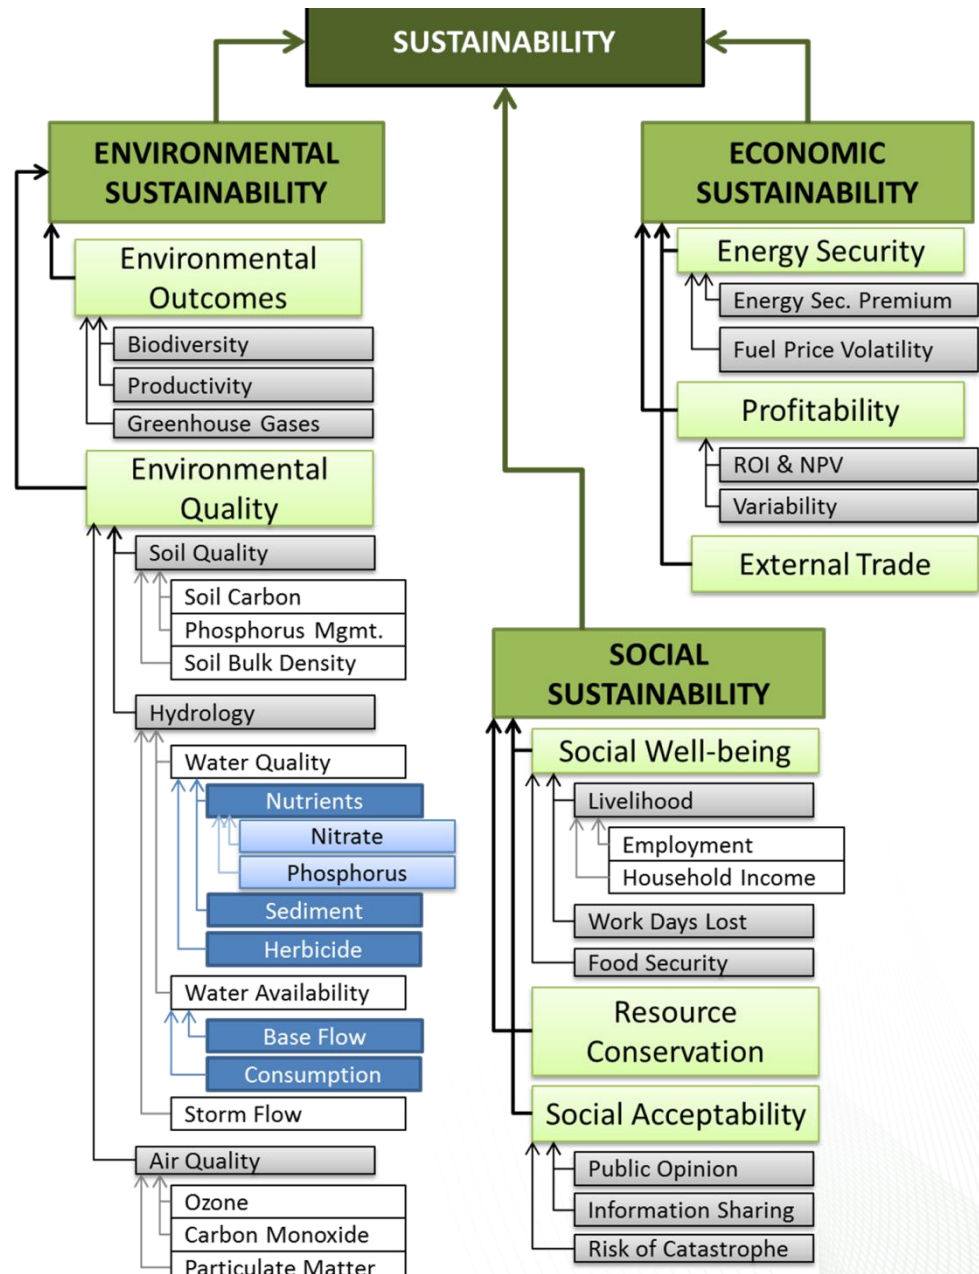 SUSTAINABILITY
ENVIRONMENTAL
SUSTAINABILITY
Environmental
Outcomes
Biodiversity
Productivity
Greenhouse Gases
Environmental
Quality
Soil Quality
Soil Carbon
Phosphorus Mgmt.
Soil Bulk Density
Hydrology
Water Quality
Nutrients
Nitrate
Phosphorus
Sediment
Herbicide
Water Availability
Base Flow
Consumption
Storm Flow
Air Quality
Ozone
Carbon Monoxide
Particulate Matter
ECONOMIC
SUSTAINABILITY
Energy Security
Energy Sec. Premium
Fuel Price Volatility
Profitability
ROI & NPV
Variability
External Trade
SOCIAL
SUSTAINABILITY
Social Well-being
Livelihood
Employment
Household Income
Work Days Lost
Food Security
Resource
Conservation
Social Acceptability
Public Opinion
Information Sharing
Risk of Catastrophe